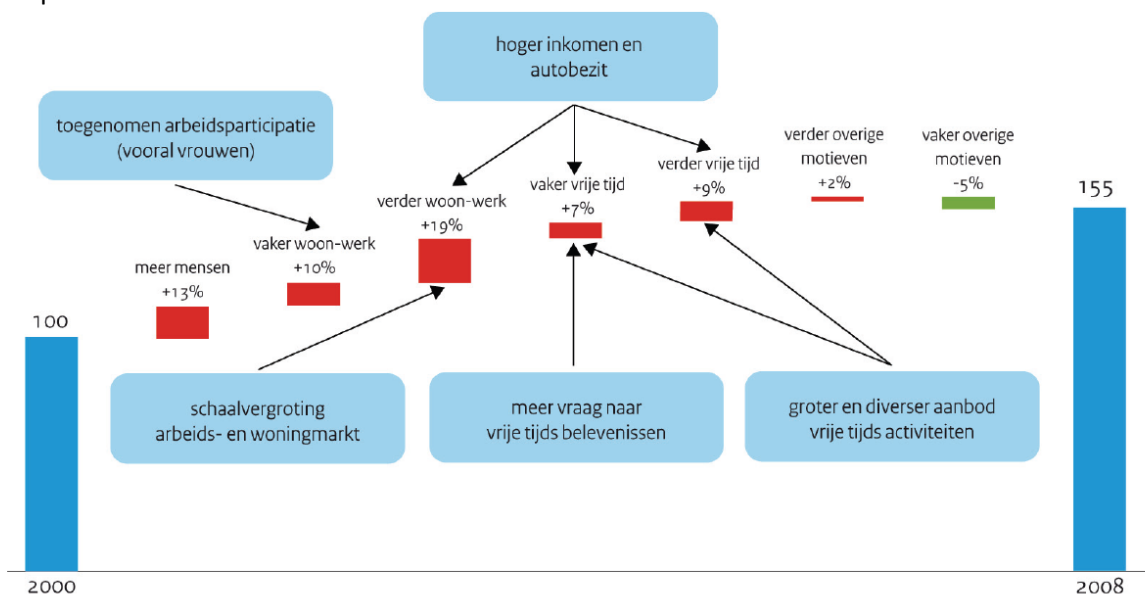 hoger inkomen en
autobezit
toegenomen arbeidsparticipatie
(vooral vrouwen)
verder overige
motieven
+2%
vaker overige
motieven
-5%
verder vrije tijd
+9%
vaker vrije tijd
+7%
verder woon-werk
+19%
vaker woon-werk
+10%
meer mensen
+13%
100
155
schaalvergroting
arbeids- en woningmarkt
meer vraag naar
vrije tijds belevenissen
groter en diverser aanbod
vrije tijds activiteiten
2000
2008